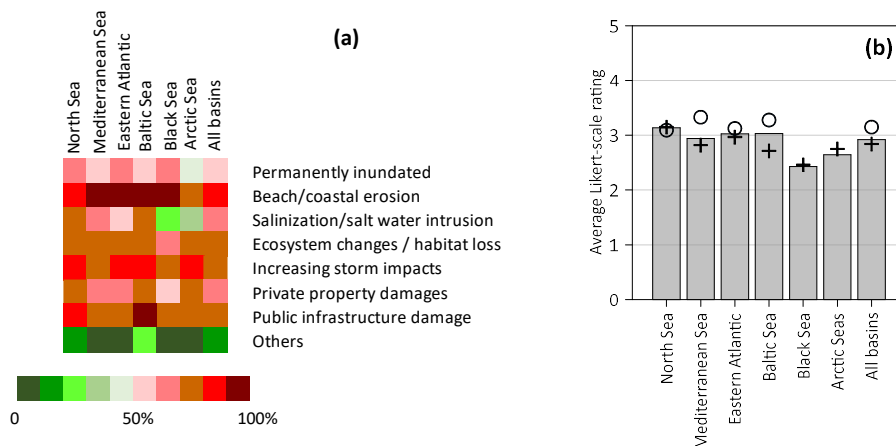 (a)
North Sea
Mediterranean Sea
Eastern Atlantic
Baltic Sea
Black Sea
Arctic Sea
All basins
Permanently inundated
Beach/coastal erosion
Salinization/salt water intrusion
Ecosystem changes / habitat loss
Increasing storm impacts
Private property damages
Public infrastructure damage
Others
0
50%
100%
(b)
Average Likert-scale rating
5
4
3
2
1
0
North Sea
Mediterranean Sea
Eastern Atlantic
Baltic Sea
Black Sea
Arctic Seas
All basins